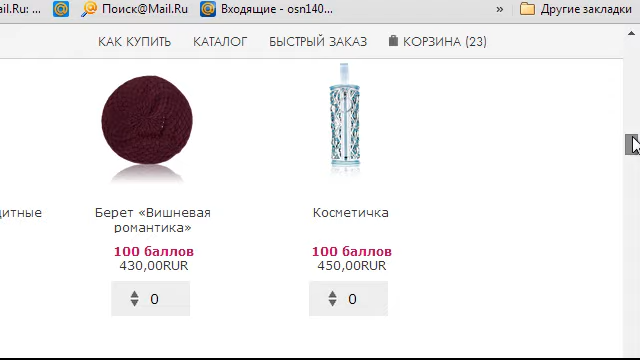 il.Ru: ...
Поиск@Mail.Ru
Входящие - osn140...
»
Другие закладки
КАК КУПИТЬ
КАТАЛОГ
БЫСТРЫЙ ЗАКАЗ
КОРЗИНА (23)
цитные
Берет «Вишневая
романтика»
100 баллов
430,00RUR
0
Косметичка
100 баллов
450,00RUR
0